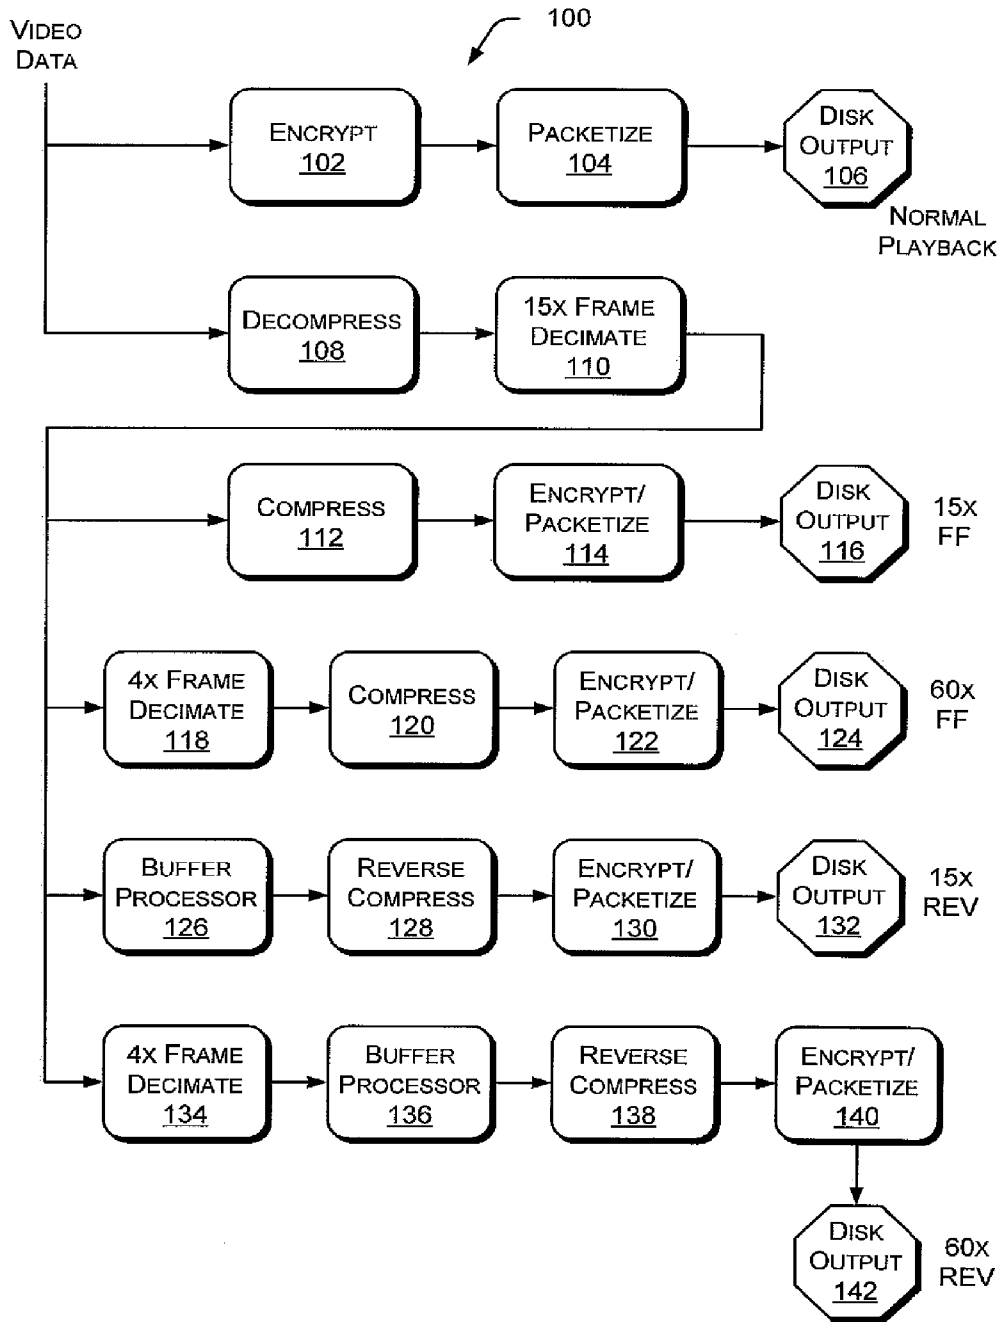 VIDEO
DATA
100
ENCRYPT
102
PACKETIZE
104
DISK
OUTPUT
106
NORMAL
PLAYBACK
DECOMPRESS
108
15X FRAME
DECIMATE
110
COMPRESS
112
ENCRYPT/
PACKETIZE
114
DISK
OUTPUT
116
15X
FF
4X FRAME
DECIMATE
118
COMPRESS
120
ENCRYPT/
PACKETIZE
122
DISK
OUTPUT
124
60X
FF
BUFFER
PROCESSOR
126
REVERSE
COMPRESS
128
ENCRYPT/
PACKETIZE
130
DISK
OUTPUT
132
15X
REV
4X FRAME
DECIMATE
134
BUFFER
PROCESSOR
136
REVERSE
COMPRESS
138
ENCRYPT/
PACKETIZE
140
DISK
OUTPUT
142
60X
REV